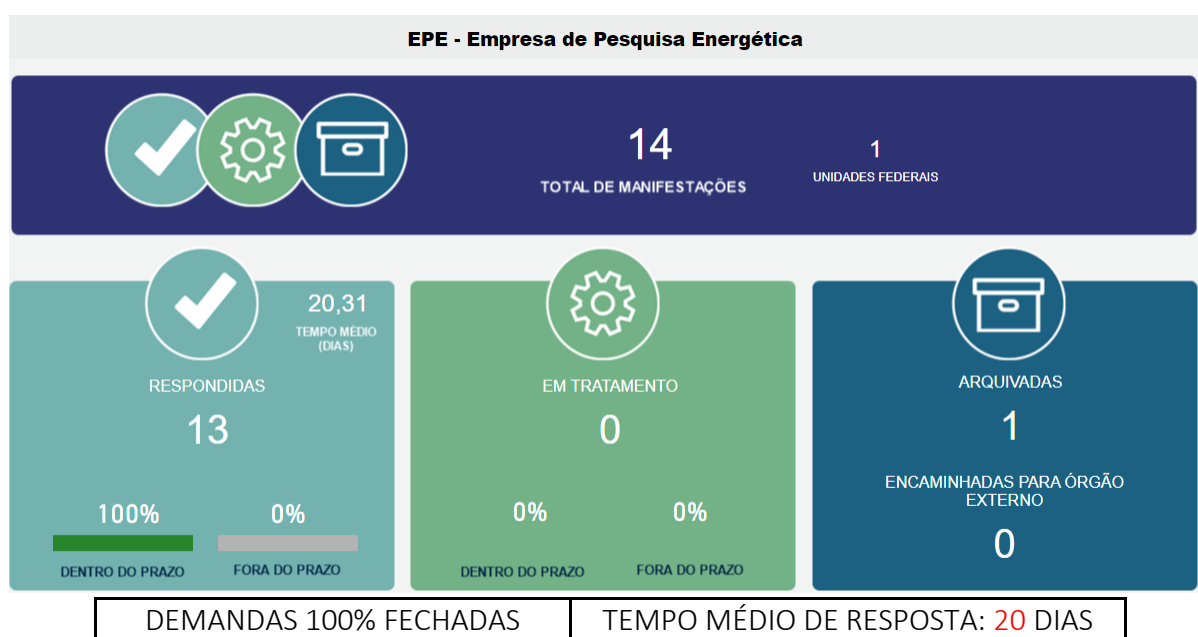 EPE - Empresa de Pesquisa Energética
14
TOTAL DE MANIFESTAÇÕES
1
UNIDADES FEDERAIS
20,31
TEMPO MÉDIO
(DIAS)
RESPONDIDAS
13
100%
0%
DENTRO DO PRAZO
FORA DO PRAZO
EM TRATAMENTO
0
0%
0%
DENTRO DO PRAZO
FORA DO PRAZO
ARQUIVADAS
1
ENCAMINHADAS PARA ÓRGÃO
EXTERNO
0
DEMANDAS 100% FECHADAS
TEMPO MÉDIO DE RESPOSTA: 20 DIAS